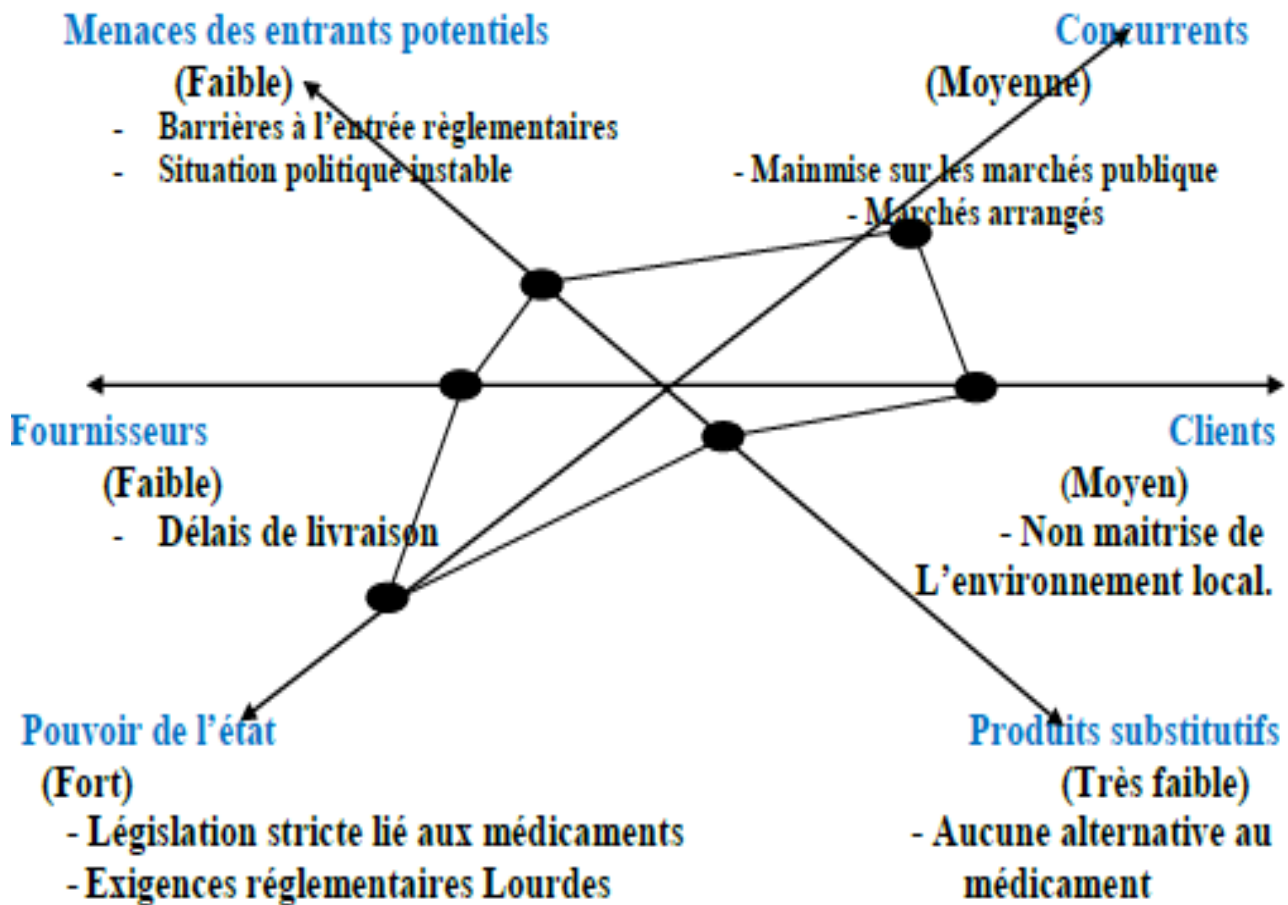 Menaces des entrants potentiels
(Faible)
- Barrières à l'entrée règlementaires
- Situation politique instable
Concurrents
(Moyenne)
- Mainmise sur les marchés publique
- Marchés arrangés
Fournisseurs
(Faible)
- Délais de livraison
Clients
(Moyen)
- Non maitrise de
L'environnement local.
Pouvoir de l'état
(Fort)
- Législation stricte lié aux médicaments
- Exigences réglementaires Lourdes
Produits substitutifs
(Très faible)
- Aucune alternative au
médicament